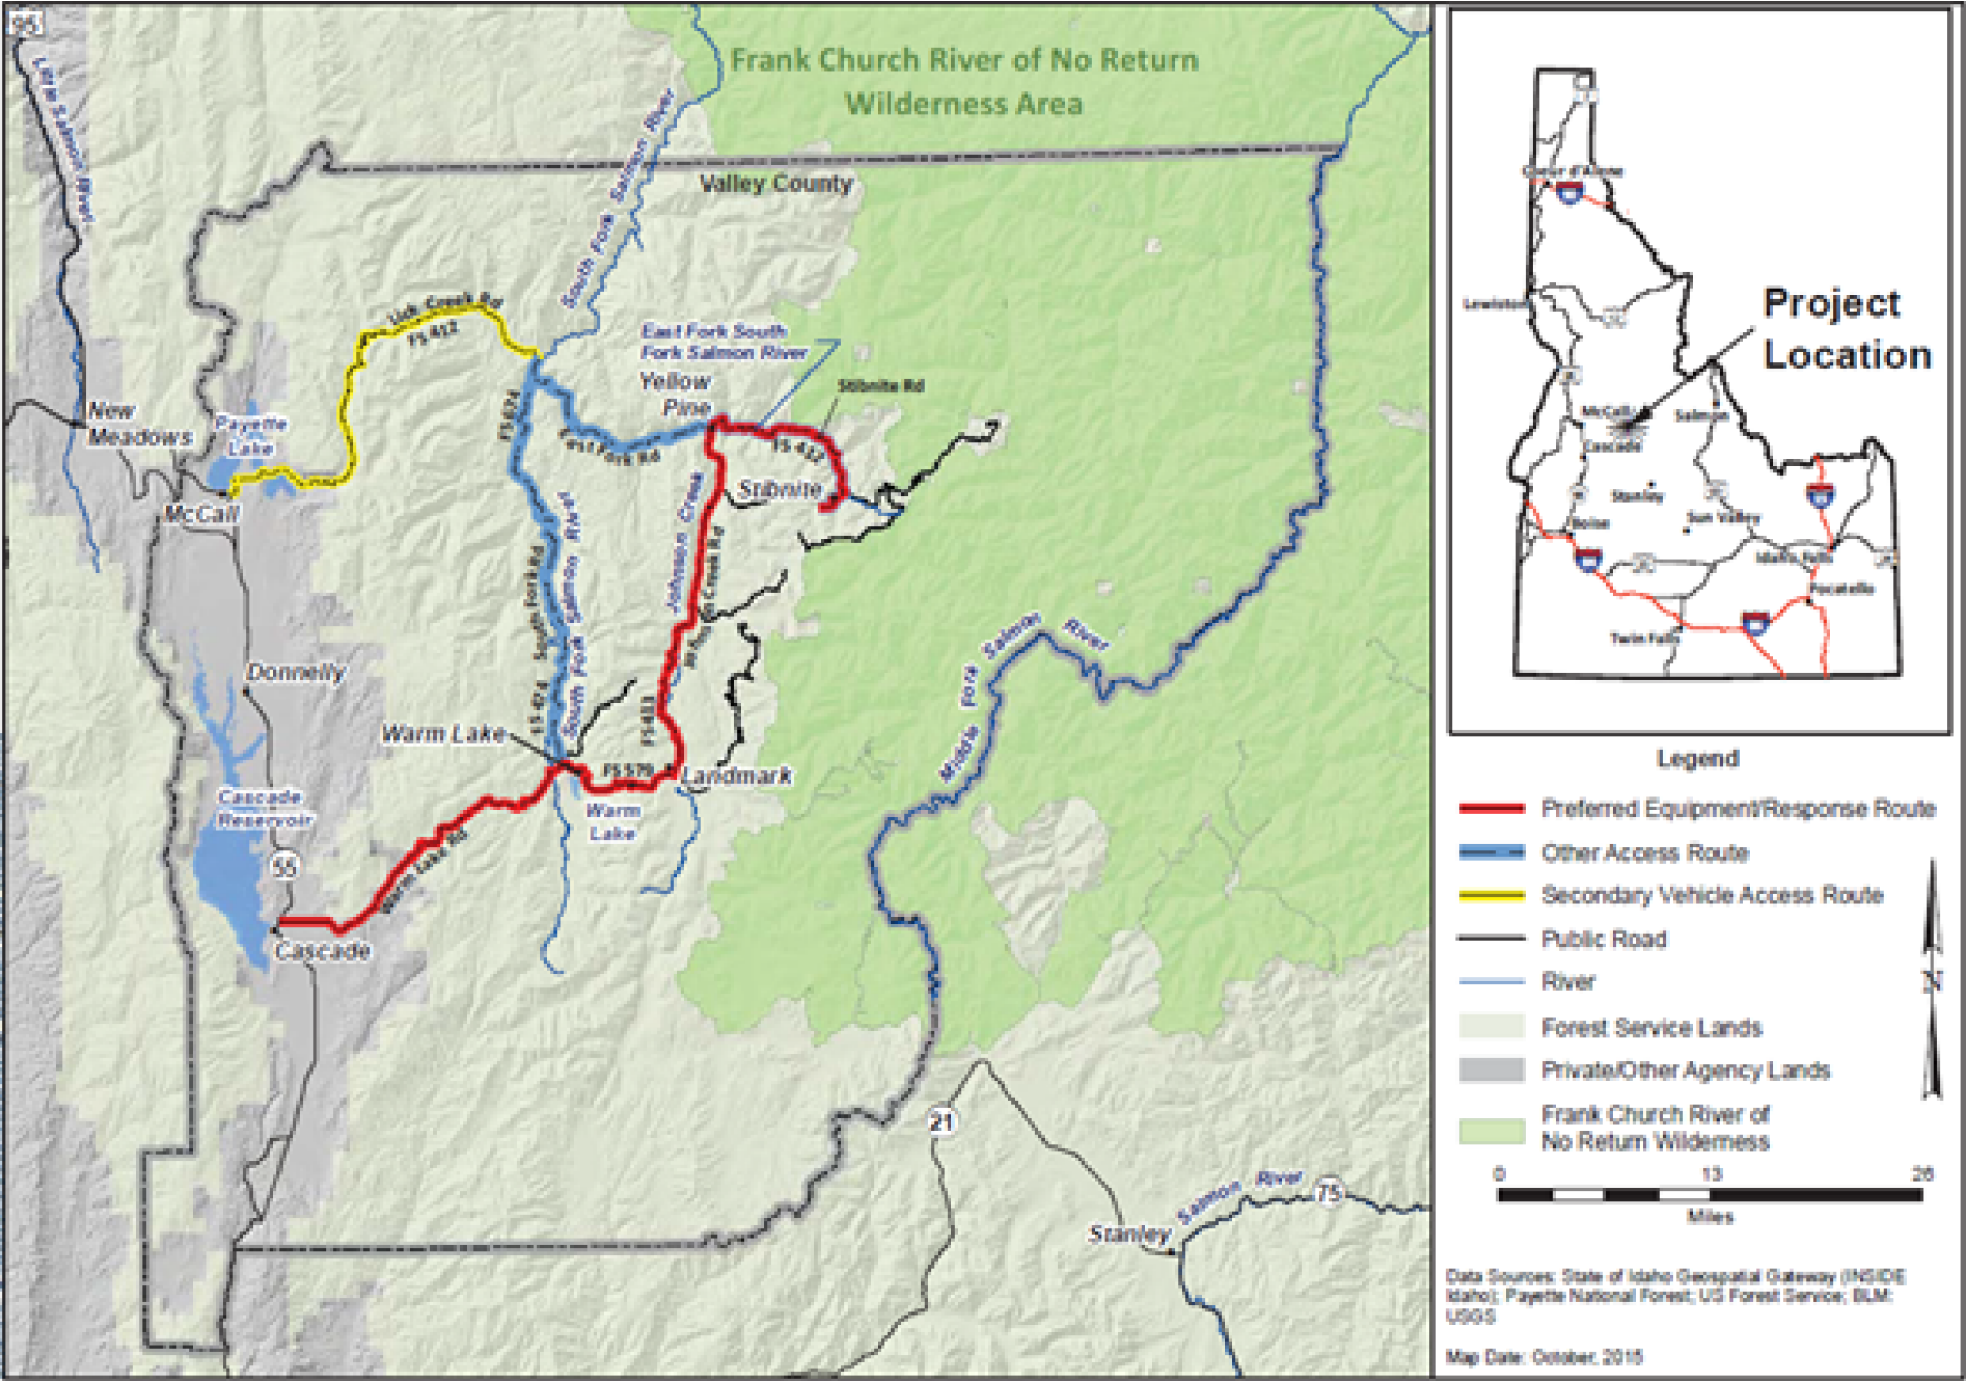 95
Little Salmon River
Frank Church River of No Return
Wilderness Area
South Fork Salmon River
Valley County
Lick Creek Rd
FS 412
East Fork South
Fork Salmon River
Yellow
Pine
Stibnite Rd
FS 674
New
Meadows
Payette
Lake
East Fork Rd
FS 412
Stibnite
McCall
Johnson Creek
Johnson Creek Rd
South Fork Rd
South Fork Salmon River
FS 474
FS 413
Donnelly
Warm Lake
FS 579
Landmark
Middle Fork Salmon River
Cascade
Reservoir
Warm
Lake
55
Warm Lake Rd
Cascade
21
Salmon River
75
Stanley
Coeur d'Alene
Lewiston
Project
Location
McCall
Salmon
Cascade
Stanley
Sun Valley
Boise
Idaho Falls
Pocatello
Twin Falls
Legend
Preferred Equipment/Response Route
Other Access Route
Secondary Vehicle Access Route
Public Road
River
N
Forest Service Lands
Private/Other Agency Lands
Frank Church River of
No Return Wilderness
0 13 26
Miles
Data Sources: State of Idaho Geospatial Gateway (INSIDE
Idaho); Payette National Forest; US Forest Service; BLM;
USGS
Map Date: October, 2015